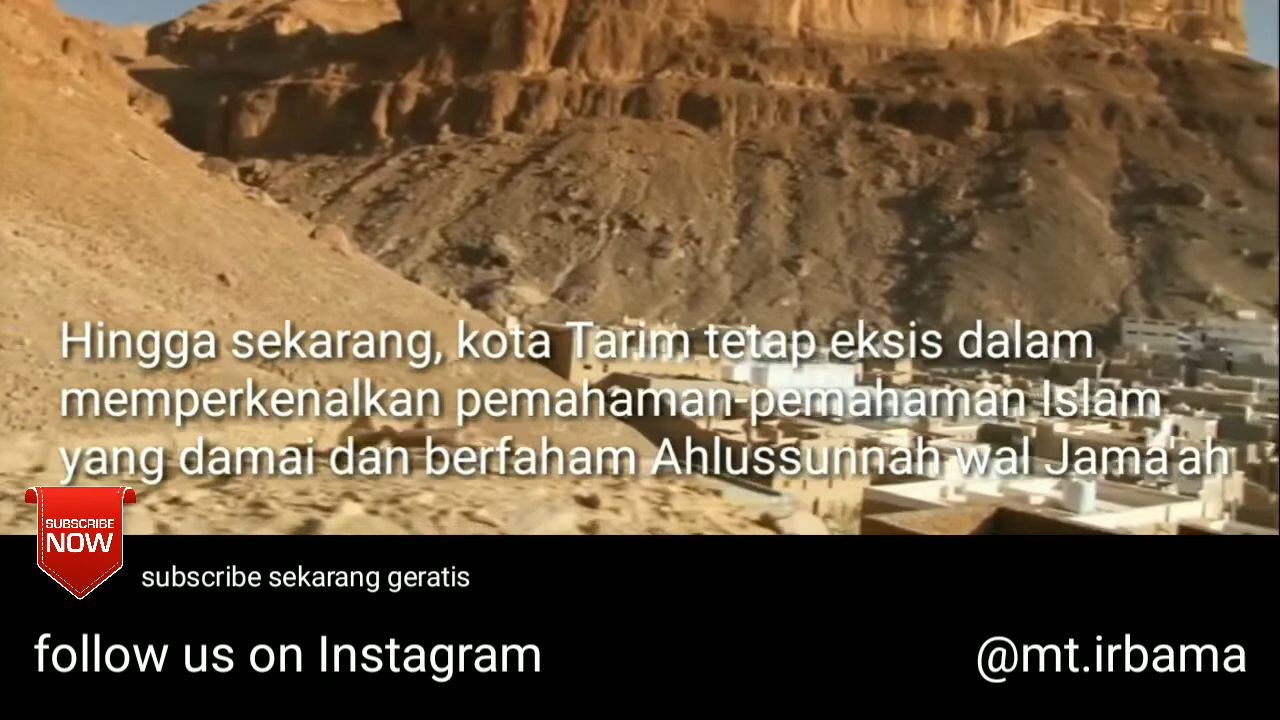 Hingga sekarang, kota Tarim tetap eksis dalam
memperkenalkan pemahaman-pemahaman Islam
yang damai dan berfaham Ahlussunnah wal Jama'ah
SUBSCRIBE
NOW
subscribe sekarang geratis
follow us on Instagram
@mt.irbama